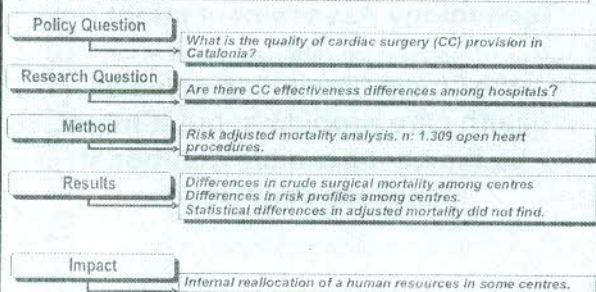 Policy Question
What is the quality of cardiac surgery (CC) provision in
Catalonia?
Research Question
Are there CC effectiveness differences among hospitals?
Method
Risk adjusted mortality analysis. n: 1.309 open heart
procedures.
Results
Differences in crude surgical mortality among centres
Differences in risk profiles among centres.
Statistical differences in adjusted mortality did not find.
Impact
Internal reallocation of a human resources in some centres.